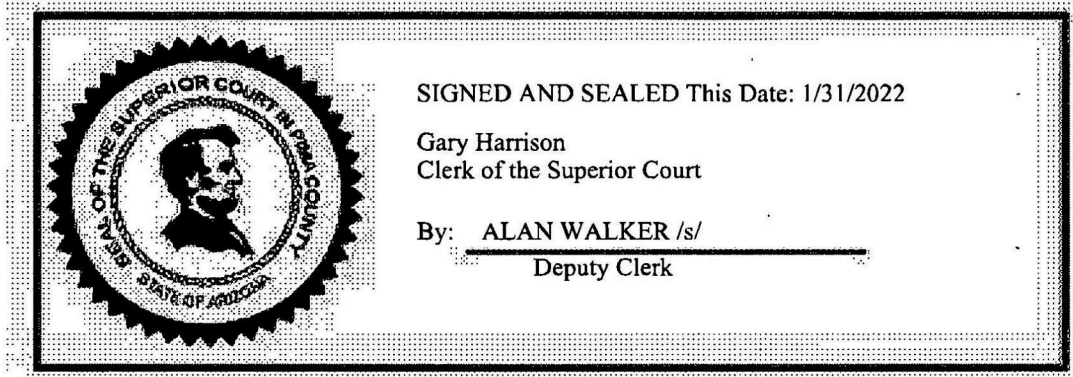 SEAL OF THE SUPERIOR COURT IN PIMA COUNTY
STATE OF ARIZONA
SIGNED AND SEALED This Date: 1/31/2022
Gary Harrison
Clerk of the Superior Court
By: ALAN WALKER /s/
Deputy Clerk